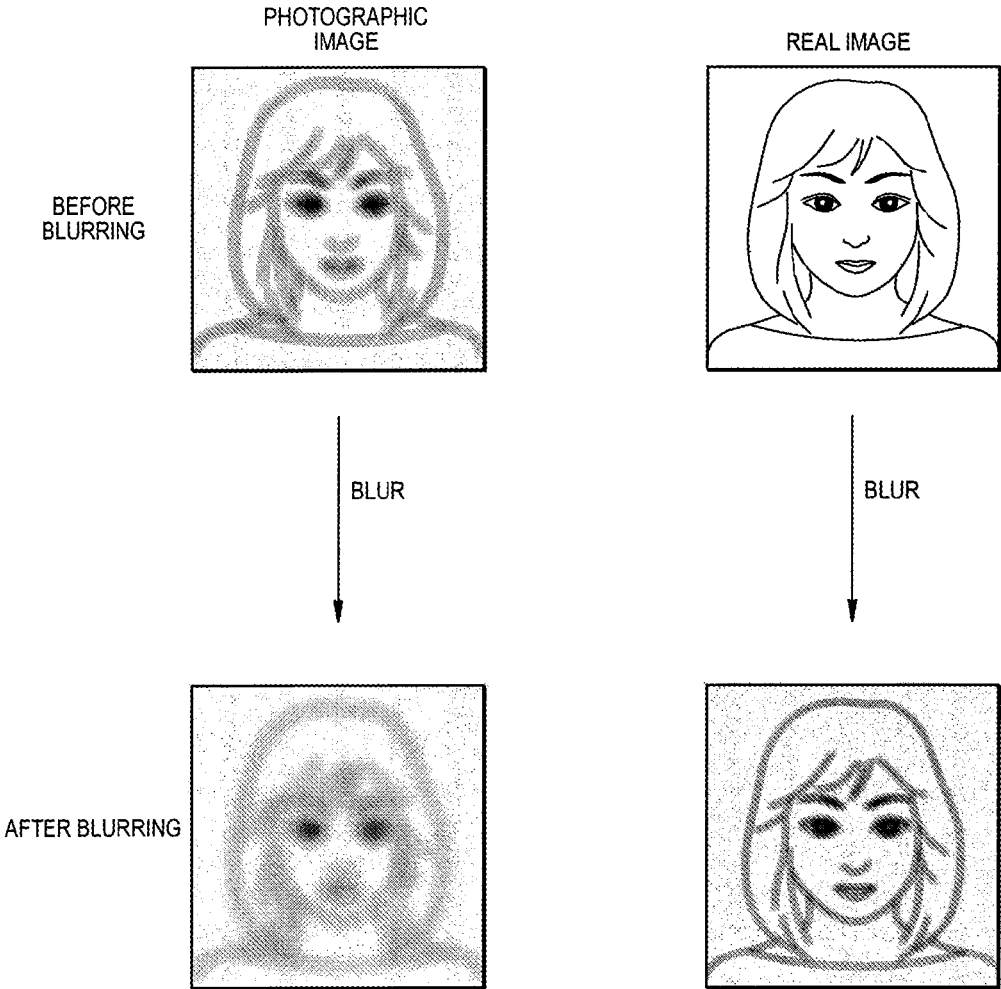 PHOTOGRAPHIC
IMAGE
REAL IMAGE
BEFORE
BLURRING
BLUR
BLUR
AFTER BLURRING